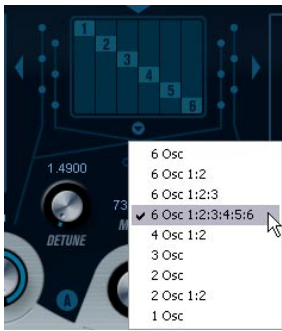 1
2
3
4
5
6
1.4900
DETUNE
73
M
A
6 Osc
6 Osc 1:2
6 Osc 1:2:3
✔ 6 Osc 1:2:3:4:5:6
4 Osc 1:2
3 Osc
2 Osc
2 Osc 1:2
1 Osc